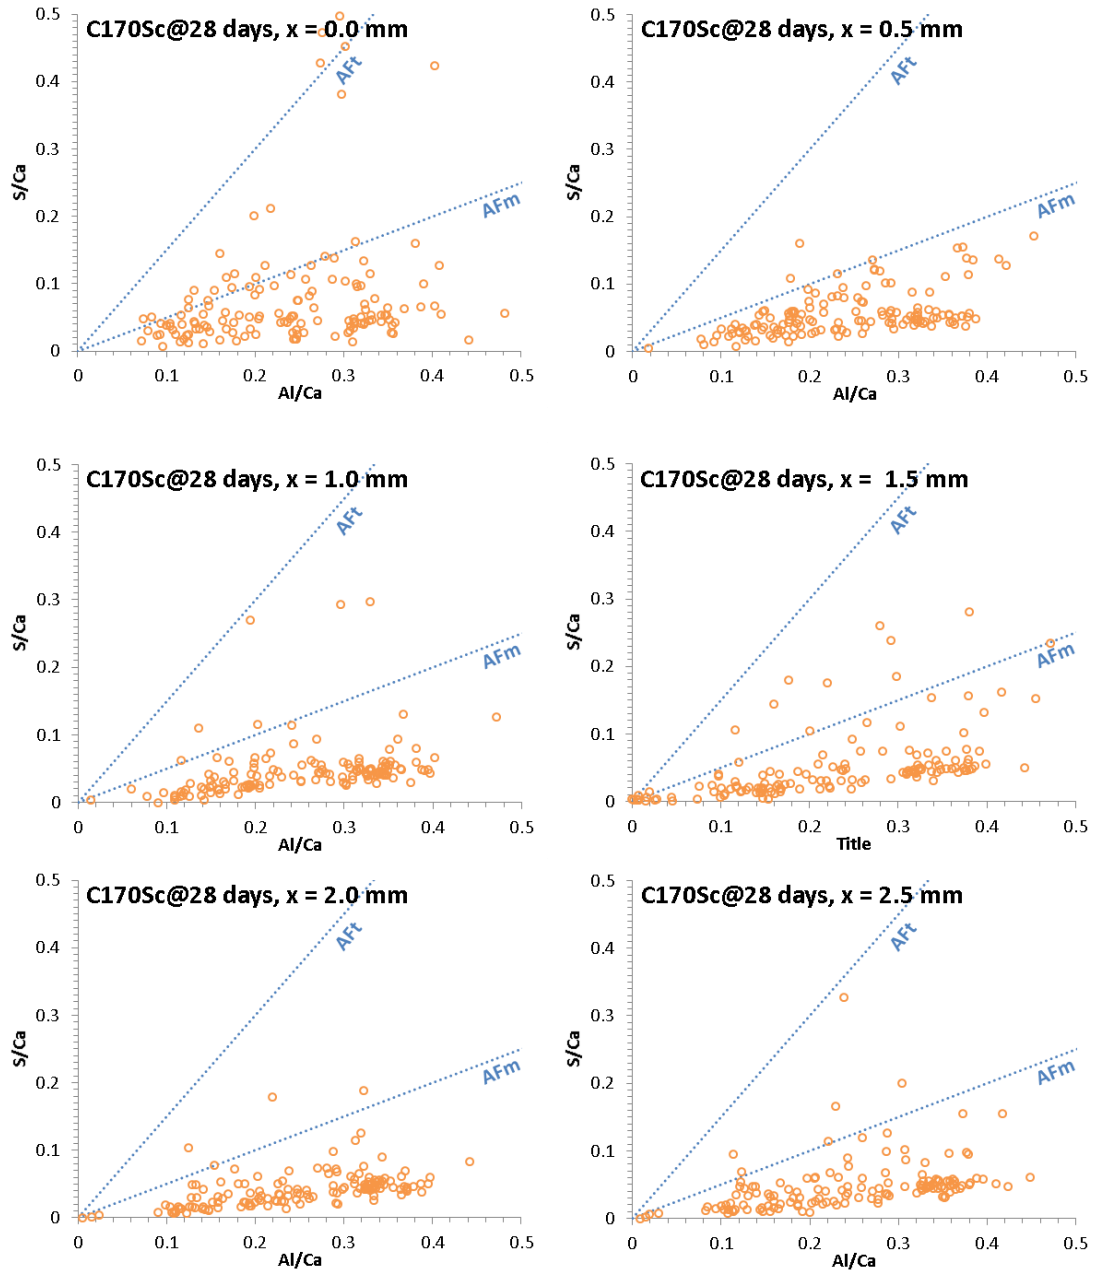 C170Sc@28 days, x = 0.0 mm
0.5
0.4
0.3
0.2
0.1
0
S/Ca
AFt
AFm
0 0.1 0.2 0.3 0.4 0.5
Al/Ca
C170Sc@28 days, x = 0.5 mm
0.5
0.4
0.3
0.2
0.1
0
S/Ca
AFt
AFm
0 0.1 0.2 0.3 0.4 0.5
Al/Ca
C170Sc@28 days, x = 1.0 mm
0.5
0.4
0.3
0.2
0.1
0
S/Ca
AFt
AFm
0 0.1 0.2 0.3 0.4 0.5
Al/Ca
C170Sc@28 days, x =  1.5 mm
0.5
0.4
0.3
0.2
0.1
0
S/Ca
AFt
AFm
0 0.1 0.2 0.3 0.4 0.5
Title
C170Sc@28 days, x = 2.0 mm
0.5
0.4
0.3
0.2
0.1
0
S/Ca
AFt
AFm
0 0.1 0.2 0.3 0.4 0.5
Al/Ca
C170Sc@28 days, x = 2.5 mm
0.5
0.4
0.3
0.2
0.1
0
S/Ca
AFt
AFm
0 0.1 0.2 0.3 0.4 0.5
Al/Ca